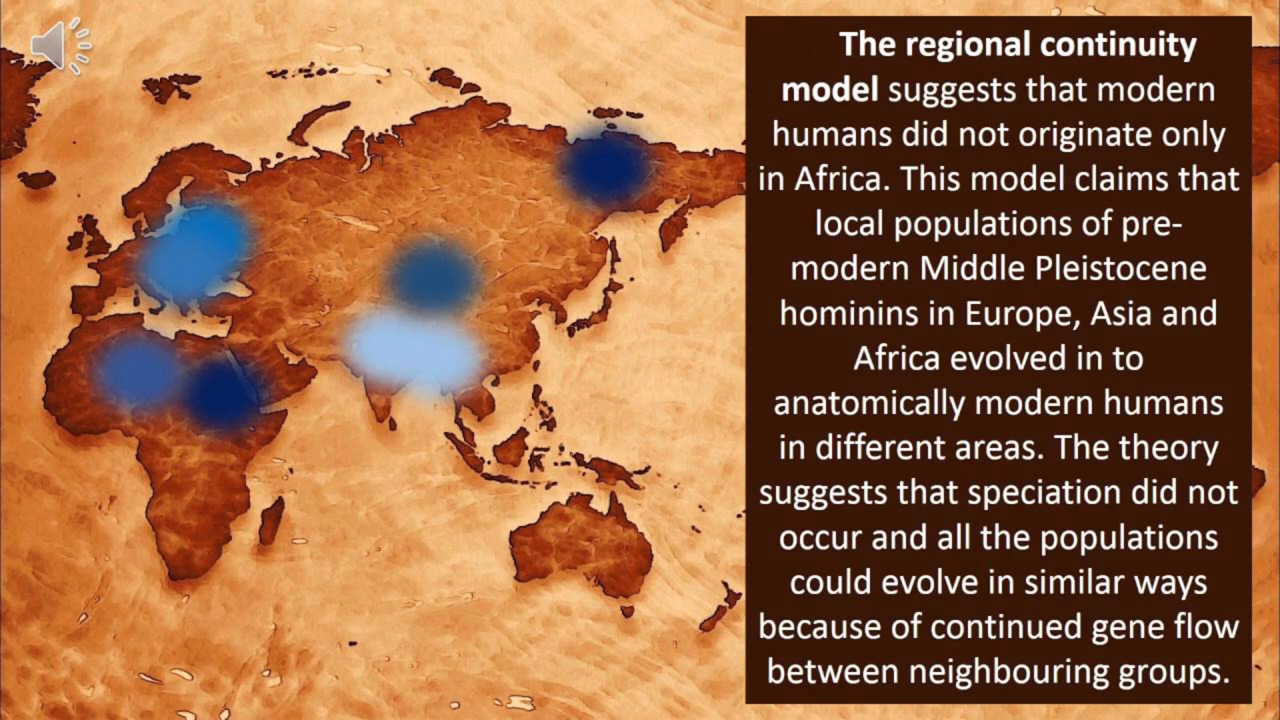 The regional continuity
model suggests that modern
humans did not originate only
in Africa. This model claims that
local populations of pre-
modern Middle Pleistocene
hominins in Europe, Asia and
Africa evolved in to
anatomically modern humans
in different areas. The theory
suggests that speciation did not
occur and all the populations
could evolve in similar ways
because of continued gene flow
between neighbouring groups.